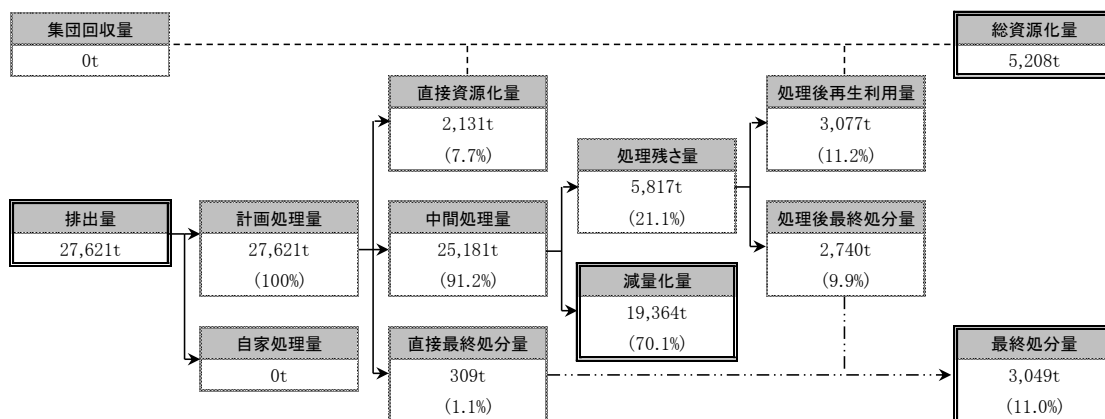 集団回収量
0t
総資源化量
5,208t
直接資源化量
2,131t
(7.7%)
処理後再生利用量
3,077t
(11.2%)
処理残さ量
5,817t
(21.1%)
排出量
27,621t
計画処理量
27,621t
(100%)
中間処理量
25,181t
(91.2%)
処理後最終処分量
2,740t
(9.9%)
減量化量
19,364t
(70.1%)
自家処理量
0t
直接最終処分量
309t
(1.1%)
最終処分量
3,049t
(11.0%)